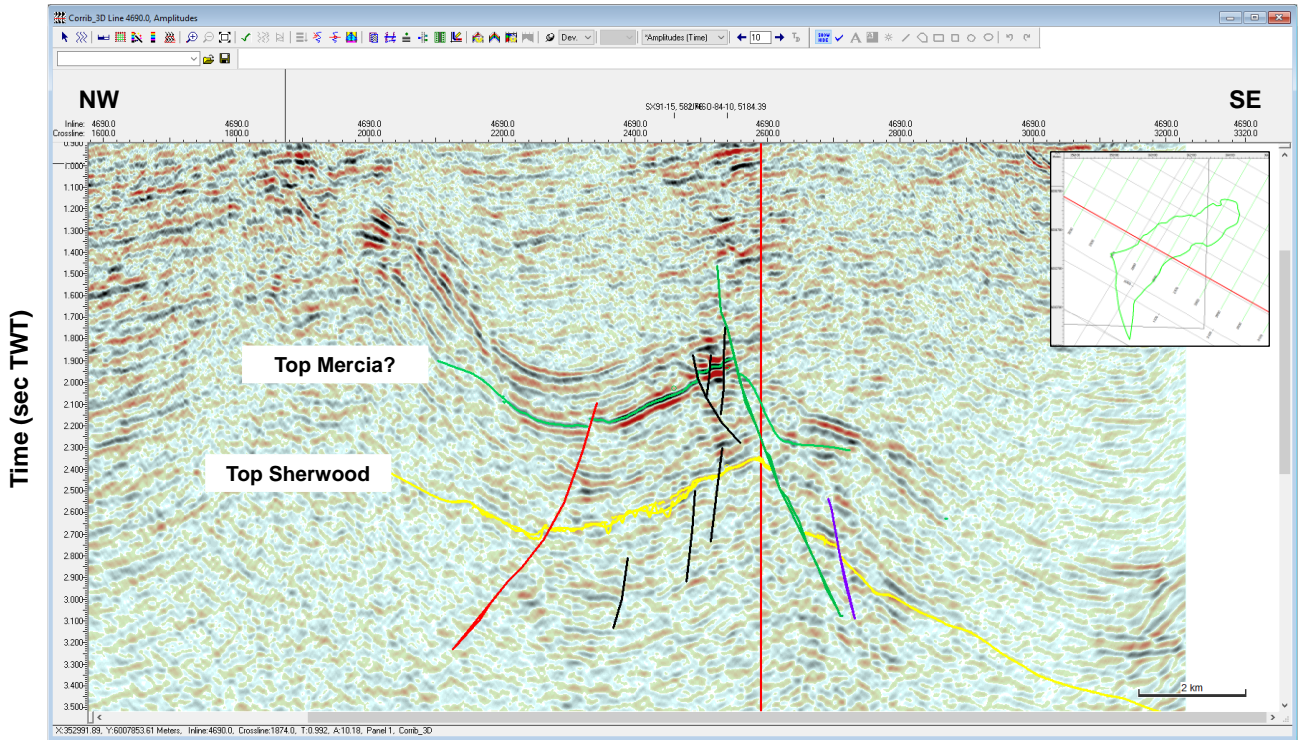 Corrib_3D Line 4690.0, Amplitudes
Dev.
*Amplitudes (Time)
10
NW
SE
Inline: 4690.0 4690.0 4690.0 4690.0 4690.0 4690.0 4690.0 4690.0 4690.0 4690.0
Crossline: 1600.0 1800.0 2000.0 2200.0 2400.0 2600.0 2800.0 3000.0 3200.0 3320.0
0.900
1.000
1.100
1.200
1.300
1.400
1.500
1.600
1.700
1.800
1.900
2.000
2.100
2.200
2.300
2.400
2.500
2.600
2.700
2.800
2.900
3.000
3.100
3.200
3.300
3.400
3.500
Time (sec TWT)
Top Mercia?
Top Sherwood
2 km
X:352991.89, Y:6007853.61 Meters, Inline:4690.0, Crossline:1874.0, T:0.992, A:10.18, Panel 1, Corrib_3D